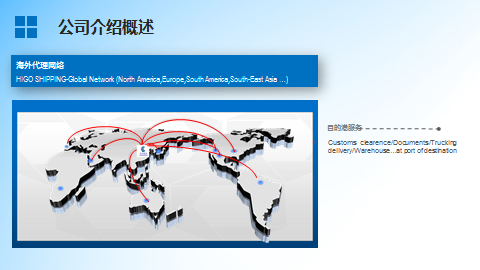 公司介绍概述
海外代理网络
HIGO SHIPPING-Global Network (North America,Europe,South America,South-East Asia ...)
目的港服务
Customs clearence/Documents/Trucking
delivery/Warehouse...at port of destination